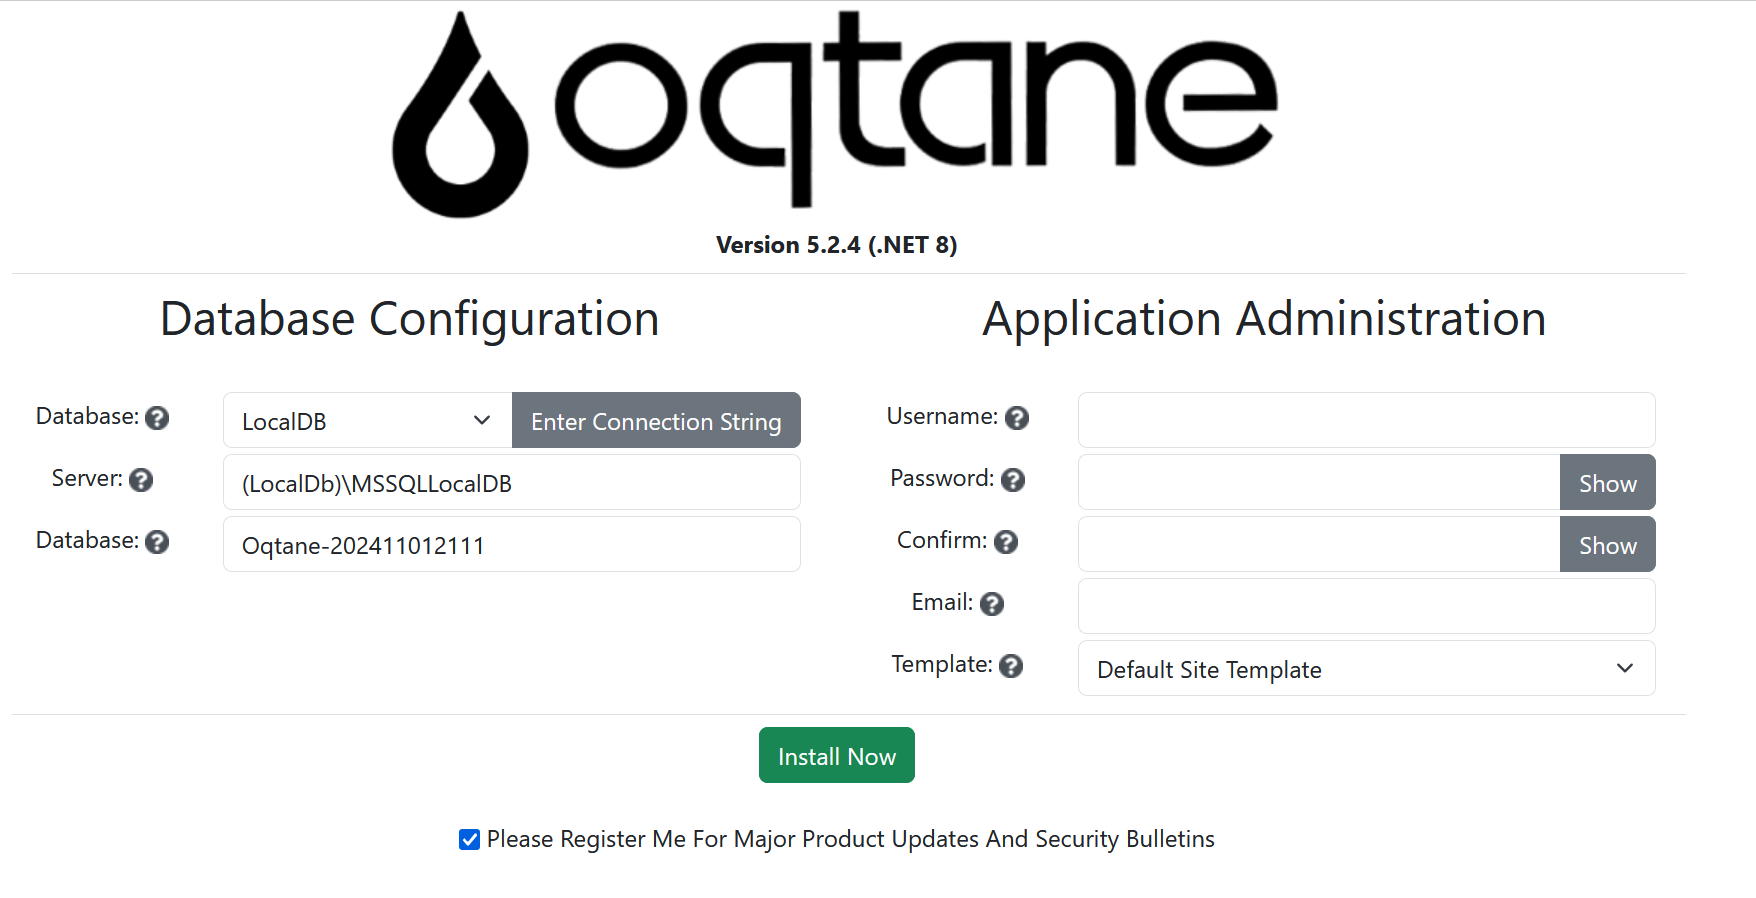 oqtane
Version 5.2.4 (.NET 8)
Database Configuration
Database: ?
LocalDB
Enter Connection String
Server: ?
(LocalDb)\MSSQLLocalDB
Database: ?
Oqtane-202411012111
Application Administration
Username: ?
Password: ?
Show
Confirm: ?
Show
Email: ?
Template: ?
Default Site Template
Install Now
Please Register Me For Major Product Updates And Security Bulletins